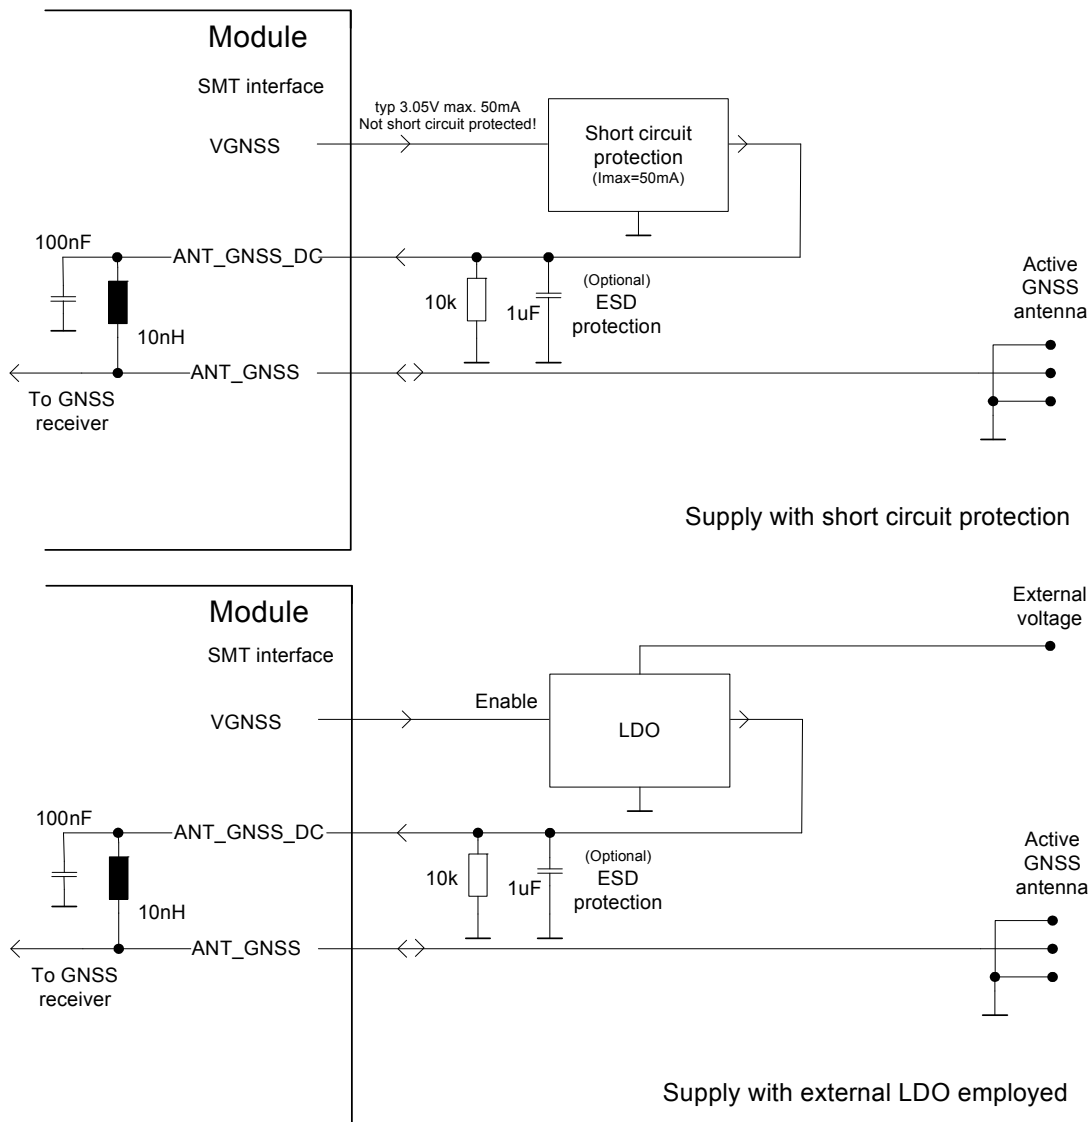 Module
SMT interface
typ 3.05V max. 50mA
Not short circuit protected!
VGNSS
Short circuit
protection
(Imax=50mA)
100nF
ANT_GNSS_DC
10nH
10k
1uF
(Optional)
ESD
protection
Active
GNSS
antenna
ANT_GNSS
To GNSS
receiver
Supply with short circuit protection
Module
SMT interface
External
voltage
VGNSS
Enable
LDO
100nF
ANT_GNSS_DC
10nH
10k
1uF
(Optional)
ESD
protection
Active
GNSS
antenna
ANT_GNSS
To GNSS
receiver
Supply with external LDO employed